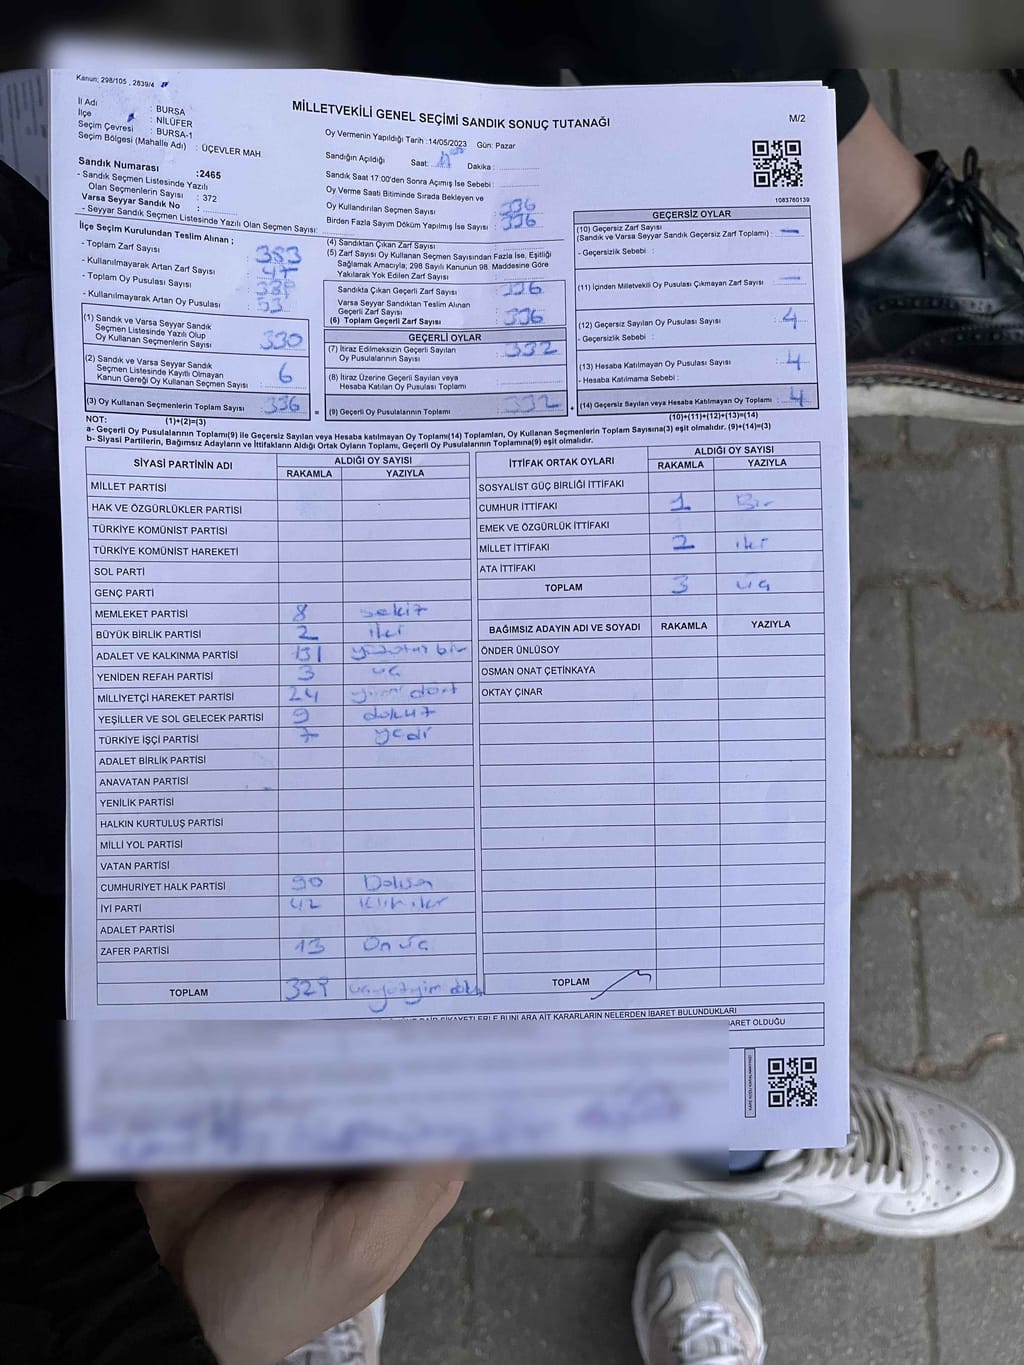 Kanun; 298/105 , 2839/4
MİLLETVEKİLİ GENEL SEÇİMİ SANDIK SONUÇ TUTANAĞI
M/2
İl Adı : BURSA
İlçe : NİLÜFER
Seçim Çevresi : BURSA-1
Seçim Bölgesi (Mahalle Adı) : ÜÇEVLER MAH.
Sandık Numarası :2465
- Sandık Seçmen Listesinde Yazılı
Olan Seçmenlerin Sayısı : 372
Varsa Seyyar Sandık No :
- Seyyar Sandık Seçmen Listesinde Yazılı Olan Seçmen Sayısı:
Oy Vermenin Yapıldığı Tarih :14/05/2023 Gün: Pazar
Sandığın Açıldığı Saat: Dakika :
Sandık Saat 17:00'den Sonra Açılmış İse Sebebi :
Oy Verme Saati Bitiminde Sırada Bekleyen ve
Oy Kullandırılan Seçmen Sayısı : 336
Birden Fazla Sayım Döküm Yapılmış İse Sayısı : 336
1083760139
İlçe Seçim Kurulundan Teslim Alınan ;
- Toplam Zarf Sayısı : 383
- Kullanılmayarak Artan Zarf Sayısı : 47
- Toplam Oy Pusulası Sayısı :
- Kullanılmayarak Artan Oy Pusulası : 53
(1) Sandık ve Varsa Seyyar Sandık
Seçmen Listesinde Yazılı Olup
Oy Kullanan Seçmenlerin Sayısı : 330
(2) Sandık ve Varsa Seyyar Sandık
Seçmen Listesinde Kayıtlı Olmayan
Kanun Gereği Oy Kullanan Seçmen Sayısı : 6
(3) Oy Kullanan Seçmenlerin Toplam Sayısı : 336
(1)+(2)=(3)
(4) Sandıktan Çıkan Zarf Sayısı :
(5) Zarf Sayısı Oy Kullanan Seçmen Sayısından Fazla İse, Eşitliği
Sağlamak Amacıyla; 298 Sayılı Kanunun 98. Maddesine Göre
Yakılarak Yok Edilen Zarf Sayısı :
Sandıkta Çıkan Geçerli Zarf Sayısı : 336
Varsa Seyyar Sandıktan Teslim Alınan
Geçerli Zarf Sayısı :
(6) Toplam Geçerli Zarf Sayısı : 336
GEÇERLİ OYLAR
(7) İtiraz Edilmeksizin Geçerli Sayılan
Oy Pusulalarının Sayısı : 332
(8) İtiraz Üzerine Geçerli Sayılan veya
Hesaba Katılan Oy Pusulası Toplamı :
= (9) Geçerli Oy Pusulalarının Toplamı : 332
GEÇERSİZ OYLAR
(10) Geçersiz Zarf Sayısı
(Sandık ve Varsa Seyyar Sandık Geçersiz Zarf Toplamı) : —
- Geçersizlik Sebebi :
(11) İçinden Milletvekili Oy Pusulası Çıkmayan Zarf Sayısı : —
(12) Geçersiz Sayılan Oy Pusulası Sayısı : 4
- Geçersizlik Sebebi :
(13) Hesaba Katılmayan Oy Pusulası Sayısı : 4
- Hesaba Katılmama Sebebi :
+ (14) Geçersiz Sayılan veya Hesaba Katılmayan Oy Toplamı : 4
(10)+(11)+(12)+(13)=(14)
NOT:
a- Geçerli Oy Pusulalarının Toplamı(9) ile Geçersiz Sayılan veya Hesaba katılmayan Oy Toplamı(14) Toplamları, Oy Kullanan Seçmenlerin Toplam Sayısına(3) eşit olmalıdır. (9)+(14)=(3)
b- Siyasi Partilerin, Bağımsız Adayların ve İttifakların Aldığı Ortak Oyların Toplamı, Geçerli Oy Pusulalarının Toplamına(9) eşit olmalıdır.
SİYASİ PARTİNİN ADI ALDIĞI OY SAYISI
RAKAMLA YAZIYLA
MİLLET PARTİSİ
HAK VE ÖZGÜRLÜKLER PARTİSİ
TÜRKİYE KOMÜNİST PARTİSİ
TÜRKİYE KOMÜNİST HAREKETİ
SOL PARTİ
GENÇ PARTİ
MEMLEKET PARTİSİ 8 sekiz
BÜYÜK BİRLİK PARTİSİ 2 iki
ADALET VE KALKINMA PARTİSİ 131 yüzotuz bir
YENİDEN REFAH PARTİSİ 3 üç
MİLLİYETÇİ HAREKET PARTİSİ 24 yirmi dört
YEŞİLLER VE SOL GELECEK PARTİSİ 9 dokuz
TÜRKİYE İŞÇİ PARTİSİ 7 yedi
ADALET BİRLİK PARTİSİ
ANAVATAN PARTİSİ
YENİLİK PARTİSİ
HALKIN KURTULUŞ PARTİSİ
MİLLİ YOL PARTİSİ
VATAN PARTİSİ
CUMHURİYET HALK PARTİSİ 90 Doksan
İYİ PARTİ 42 Kırkiki
ADALET PARTİSİ
ZAFER PARTİSİ 13 On üç
TOPLAM 329
İTTİFAK ORTAK OYLARI ALDIĞI OY SAYISI
RAKAMLA YAZIYLA
SOSYALİST GÜÇ BİRLİĞİ İTTİFAKI
CUMHUR İTTİFAKI 1 Bir
EMEK VE ÖZGÜRLÜK İTTİFAKI
MİLLET İTTİFAKI 2 iki
ATA İTTİFAKI
TOPLAM 3 üç
BAĞIMSIZ ADAYIN ADI VE SOYADI RAKAMLA YAZIYLA
ÖNDER ÜNLÜSOY
OSMAN ONAT ÇETİNKAYA
OKTAY ÇINAR
TOPLAM
ŞİKAYETLERLE BUNLARA AİT KARARLARIN NELERDEN İBARET BULUNDUKLARI
OLDUĞU